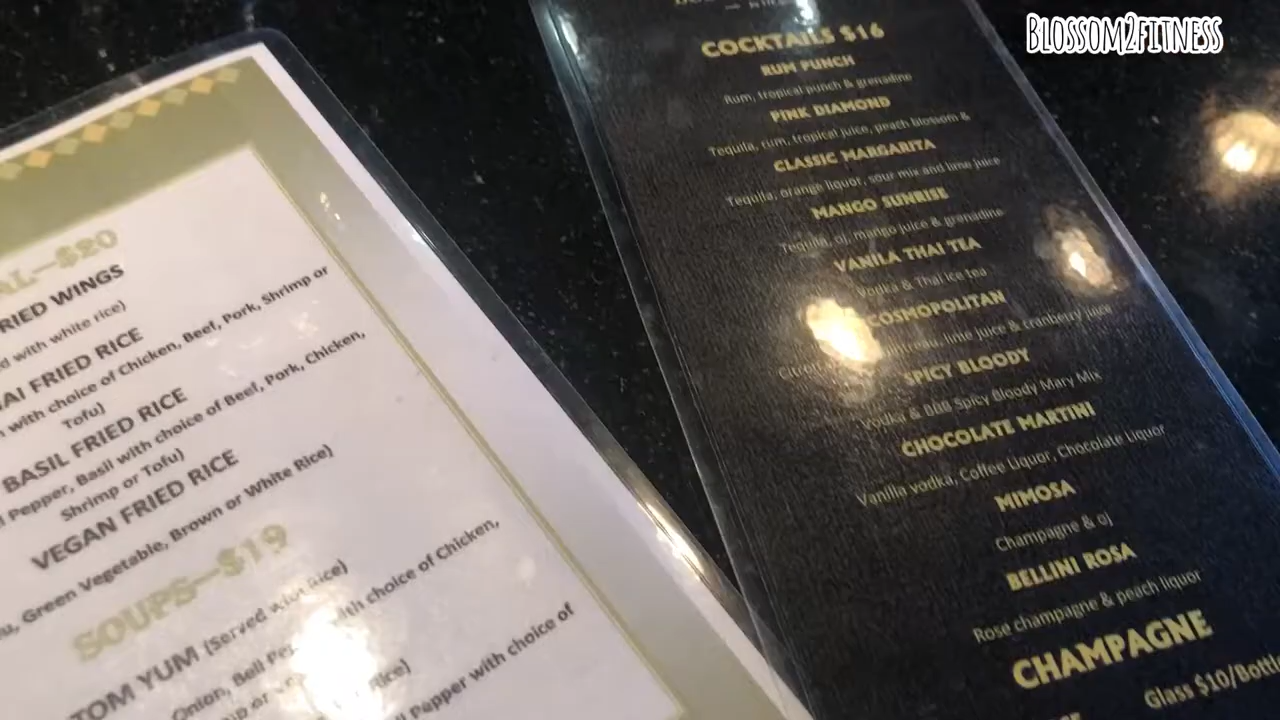 BLOSSOM2FITNESS
AL—$20
RIED WINGS
d with white rice)
AI FRIED RICE
with choice of Chicken, Beef, Pork, Shrimp or
Tofu)
BASIL FRIED RICE
Pepper, Basil with choice of Beef, Pork, Chicken,
Shrimp or Tofu)
VEGAN FRIED RICE
Green Vegetable, Brown or White Rice)
SOUPS—$19
TOM YUM (Served with Rice)
Onion, Bell choice of Chicken,
Rice)
Pepper with choice of
COCKTAILS $16
RUM PUNCH
Rum, tropical punch & grenadine
PINK DIAMOND
Tequila, rum, tropical juice, peach blossom &
CLASSIC MARGARITA
Tequila, orange liquor, sour mix and lime juice
MANGO SUNRISE
Tequila, oj, mango juice & grenadine
VANILA THAI TEA
Vodka & Thai ice tea
COSMOPOLITAN
lime juice & cranberry juice
SPICY BLOODY
Vodka & BBB Spicy Bloody Mary Mix
CHOCOLATE MARTINI
Vanilla vodka, Coffee Liquor, Chocolate Liquor
MIMOSA
Champagne & oj
BELLINI ROSA
Rose champagne & peach liquor
CHAMPAGNE
Glass $10/Bottle